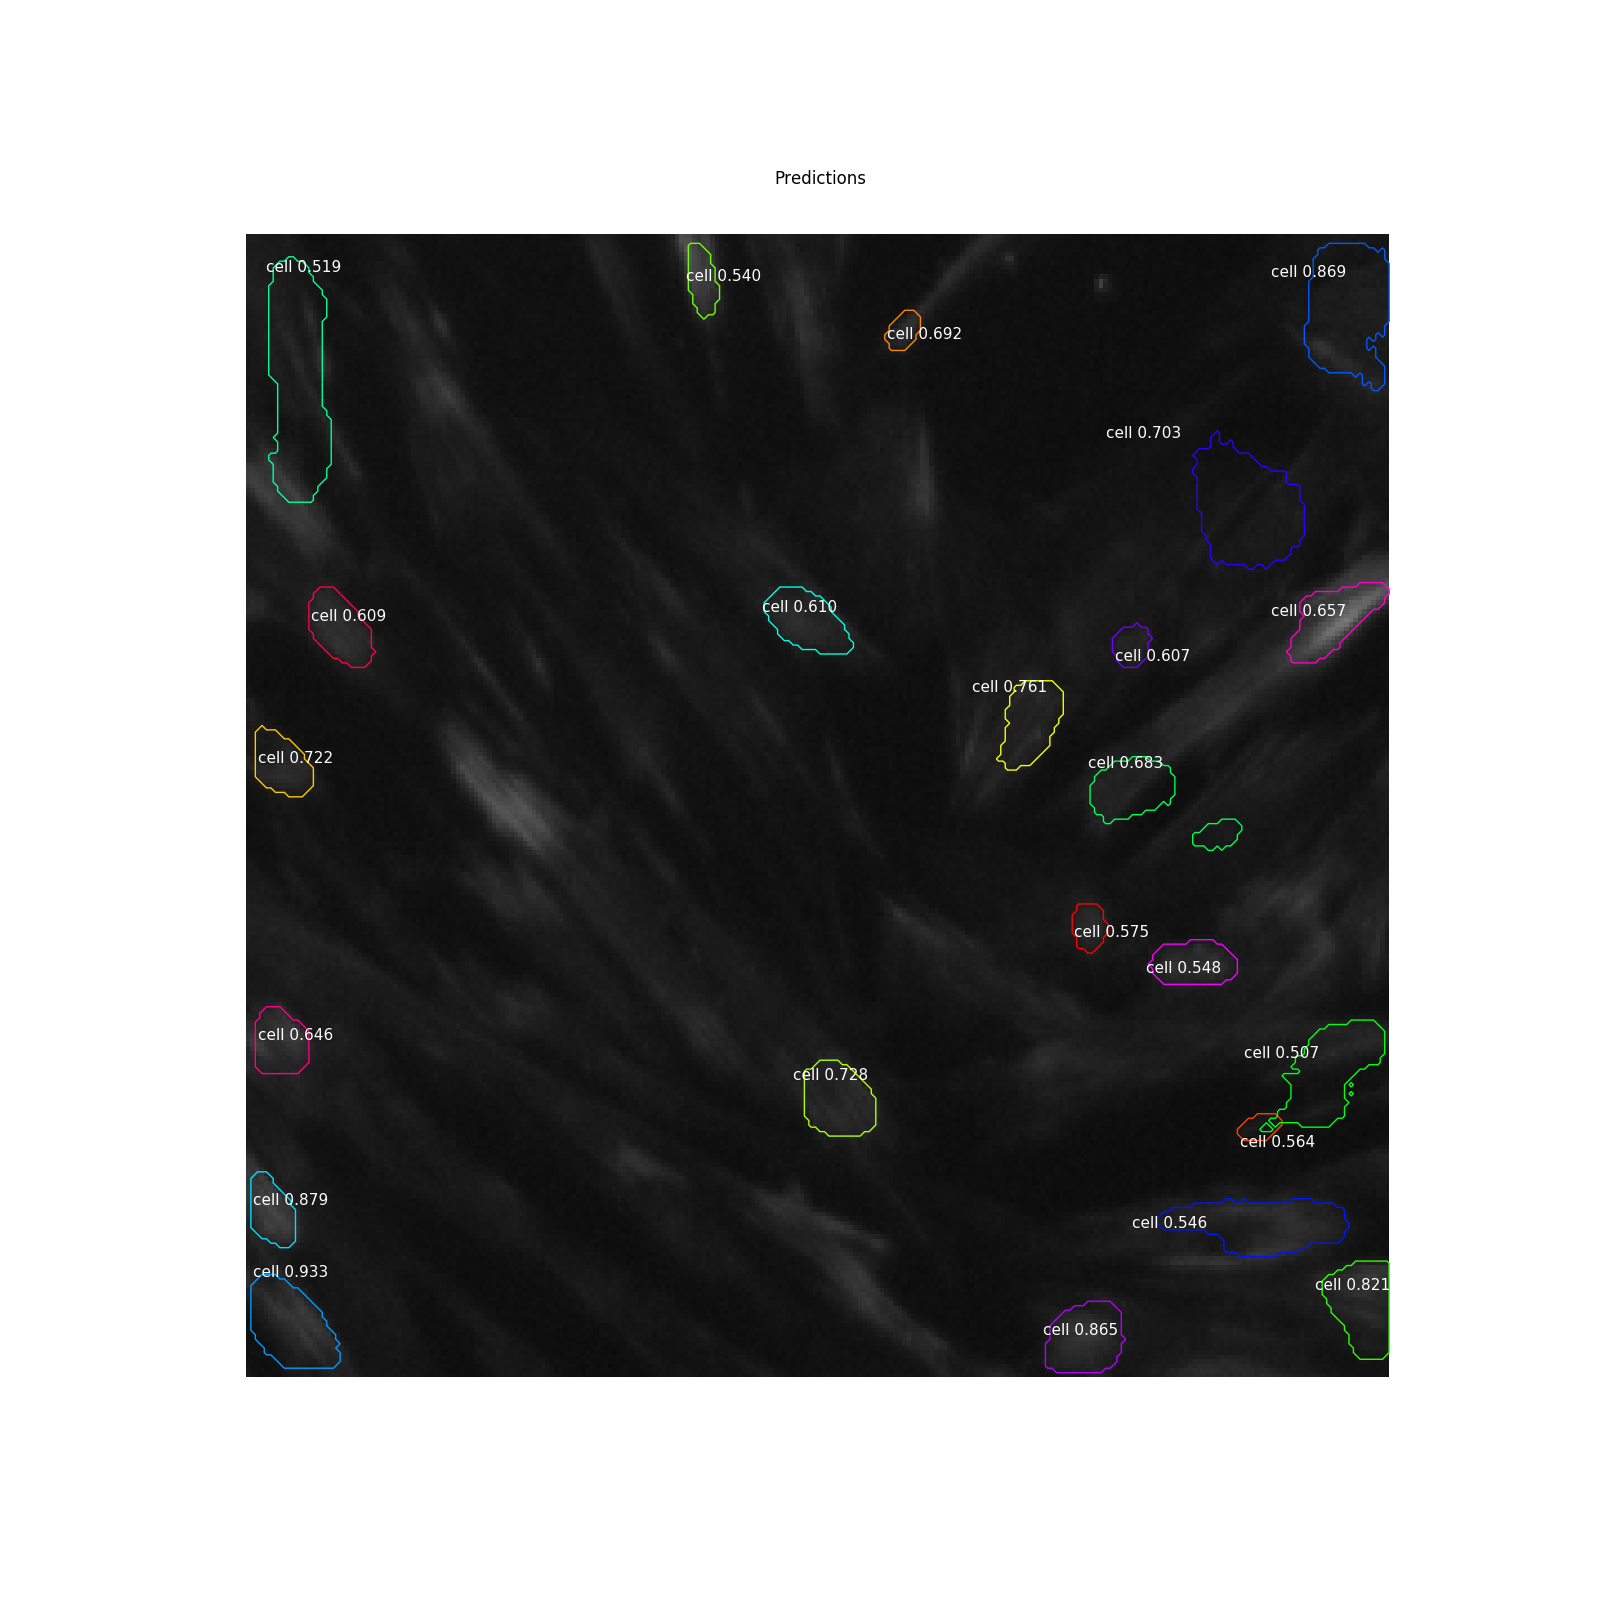 Predictions
cell 0.519
cell 0.540
cell 0.869
cell 0.692
cell 0.703
cell 0.610
cell 0.657
cell 0.609
cell 0.607
cell 0.761
cell 0.722
cell 0.683
cell 0.575
cell 0.548
cell 0.646
cell 0.507
cell 0.728
cell 0.564
cell 0.879
cell 0.546
cell 0.933
cell 0.821
cell 0.865